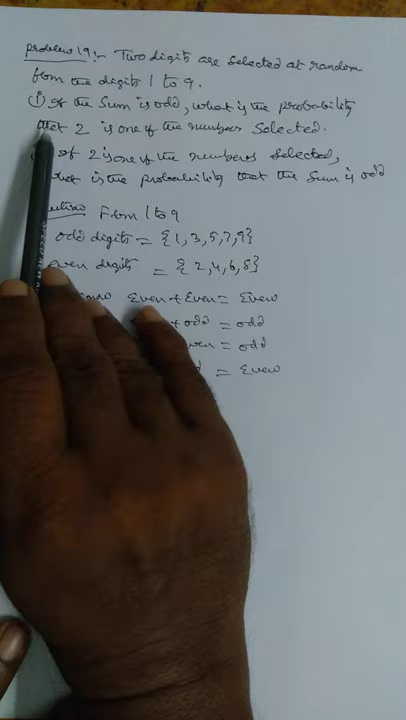 Problem 19:- Two digits are selected at random
from the digits 1 to 9.
(i) If the Sum is odd, what is the probability
that 2 is one of the numbers Selected.
If 2 is one of the numbers Selected,
is the probability that the Sum is odd
From 1 to 9
odd digits = {1, 3, 5, 7, 9}
even digits = {2, 4, 6, 8}
Even + Even = Even
+ odd = odd
= odd
= Even